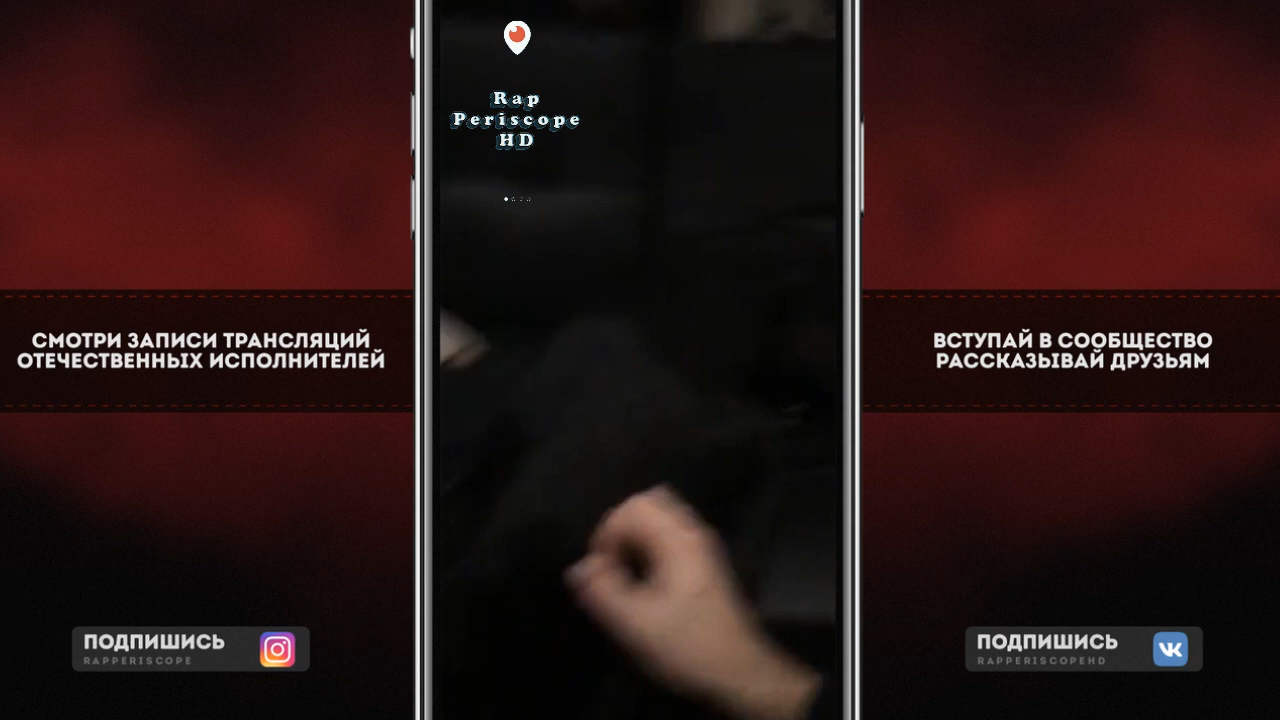 Rap
Periscope
HD
СМОТРИ ЗАПИСИ ТРАНСЛЯЦИЙ
ОТЕЧЕСТВЕННЫХ ИСПОЛНИТЕЛЕЙ
ВСТУПАЙ В СООБЩЕСТВО
РАССКАЗЫВАЙ ДРУЗЬЯМ
ПОДПИШИСЬ
RAPPERISCOPE
ПОДПИШИСЬ
RAPPERISCOPEHD